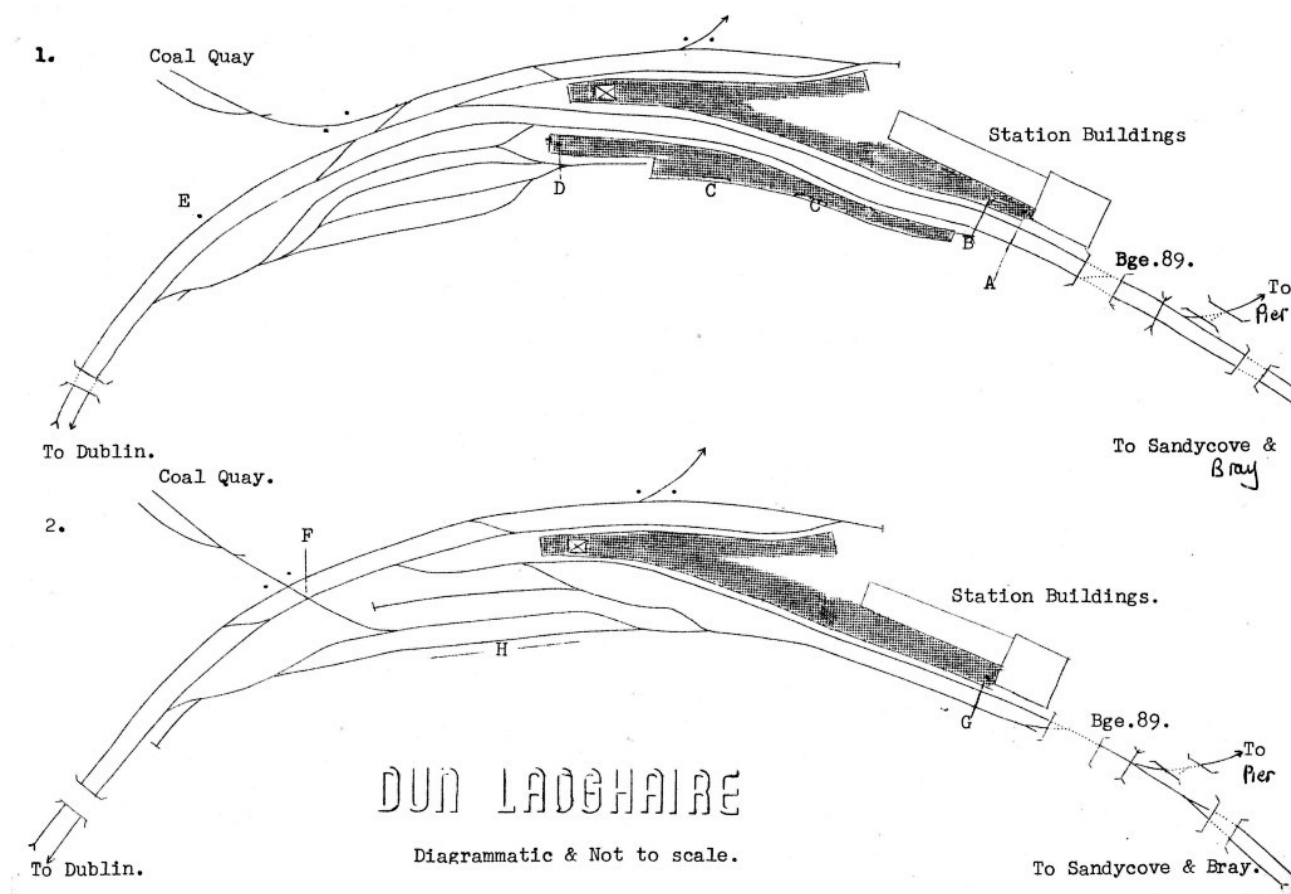 1.
Coal Quay
Station Buildings
E
D
C
C
B
A
Bge.89.
To
Pier
To Dublin.
To Sandycove &
Bray
2.
Coal Quay.
F
Station Buildings.
H
G
Bge.89.
To
Pier
DUN LAOGHAIRE
To Dublin.
Diagrammatic & Not to scale.
To Sandycove & Bray.